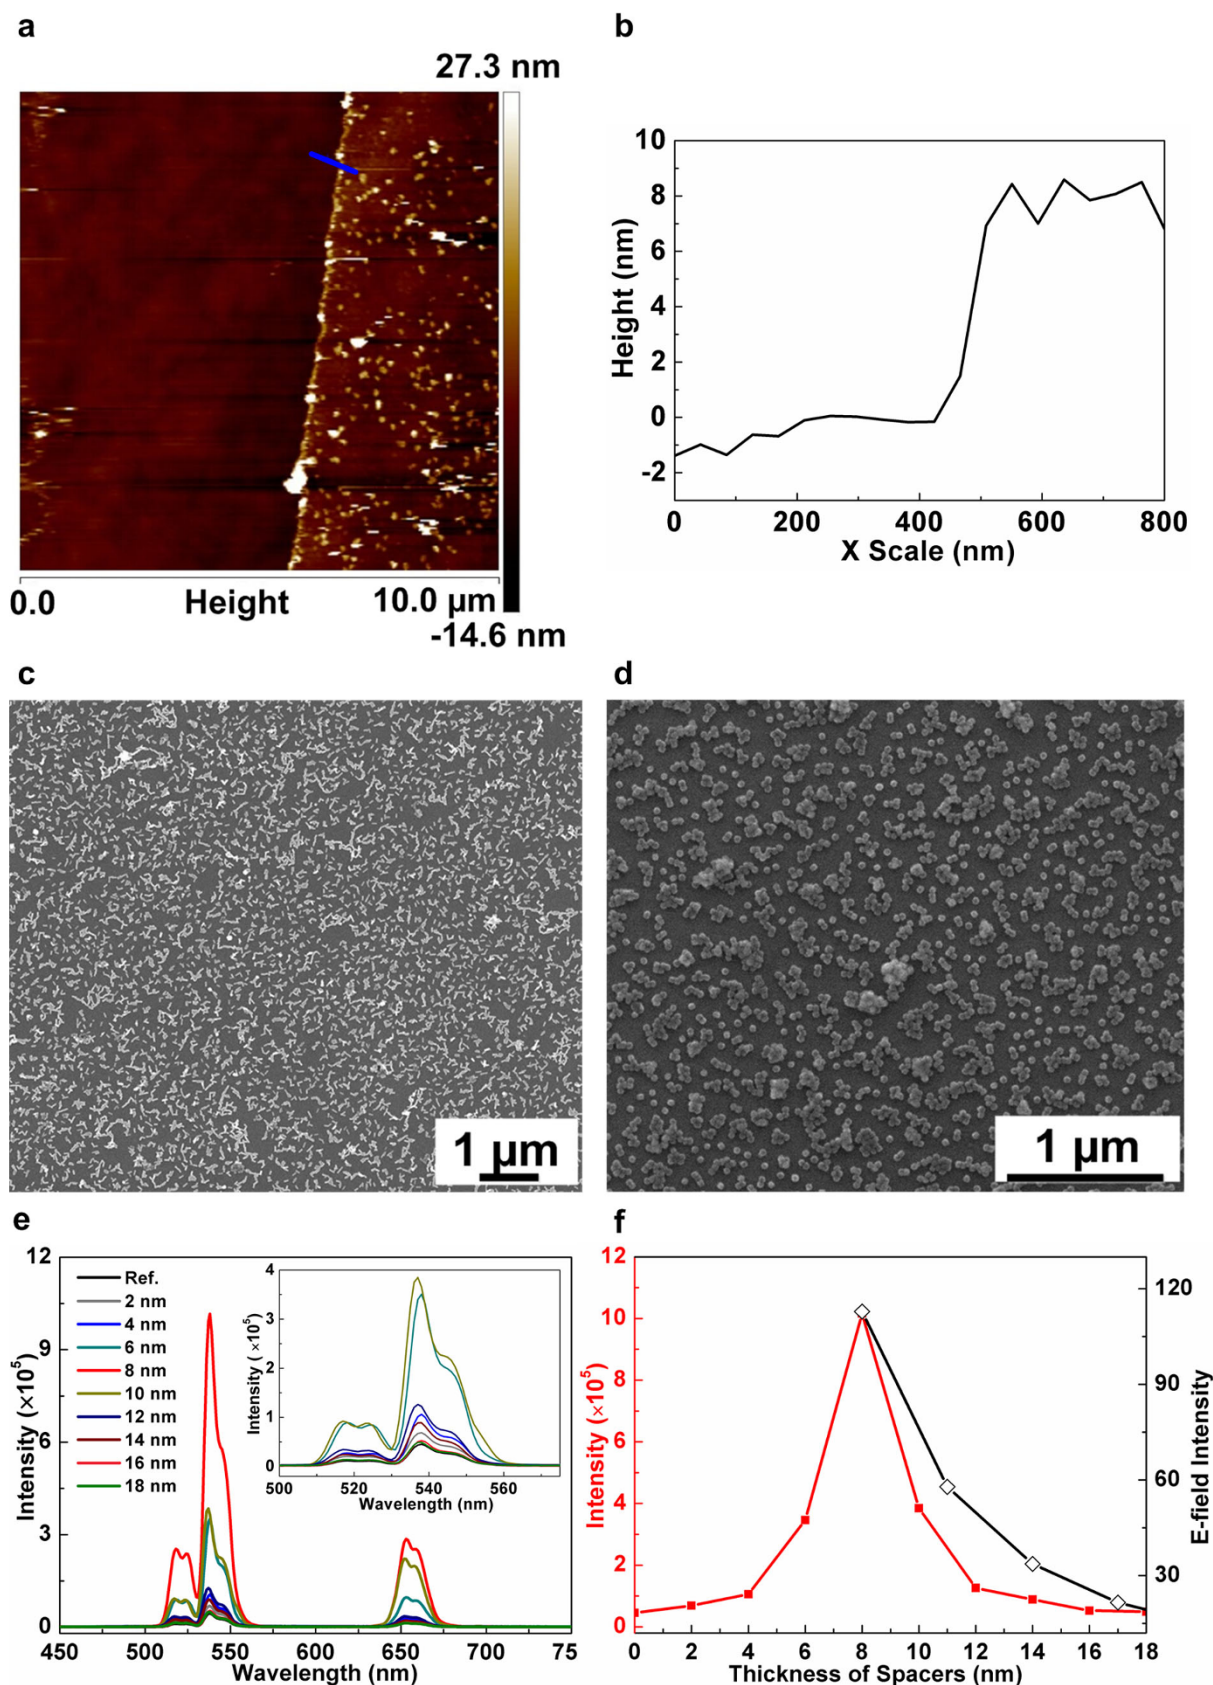 a
27.3 nm
0.0
Height
10.0 µm
-14.6 nm
b
10
8
6
4
2
0
-2
Height (nm)
0
200
400
600
800
X Scale (nm)
c
1 µm
d
1 µm
e
12
9
6
3
0
Intensity (×10⁵)
Ref.
2 nm
4 nm
6 nm
8 nm
10 nm
12 nm
14 nm
16 nm
18 nm
4
3
2
1
0
Intensity (×10⁵)
500
520
540
560
Wavelength (nm)
450
500
550
600
650
700
75
Wavelength (nm)
f
12
10
8
6
4
2
0
Intensity (×10⁵)
120
90
60
30
E-field Intensity
0
2
4
6
8
10
12
14
16
18
Thickness of Spacers (nm)